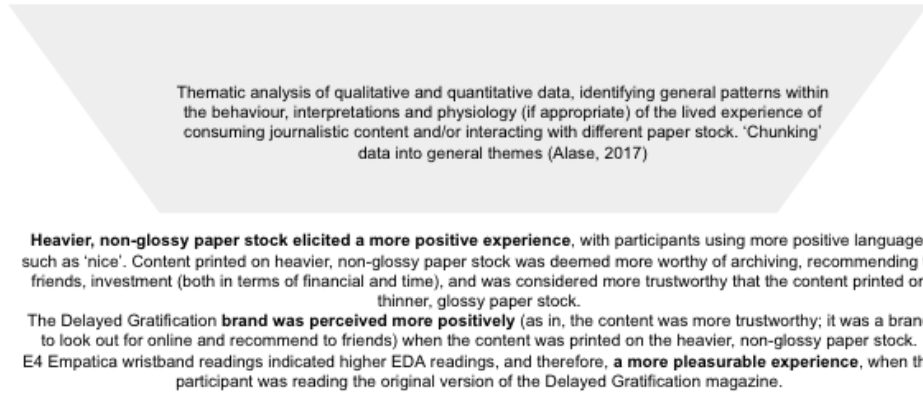 Thematic analysis of qualitative and quantitative data, identifying general patterns within
the behaviour, interpretations and physiology (if appropriate) of the lived experience of
consuming journalistic content and/or interacting with different paper stock. ‘Chunking’
data into general themes (Alase, 2017)
Heavier, non-glossy paper stock elicited a more positive experience, with participants using more positive language
such as ‘nice’. Content printed on heavier, non-glossy paper stock was deemed more worthy of archiving, recommending
friends, investment (both in terms of financial and time), and was considered more trustworthy that the content printed
thinner, glossy paper stock.
The Delayed Gratification brand was perceived more positively (as in, the content was more trustworthy; it was a
to look out for online and recommend to friends) when the content was printed on the heavier, non-glossy paper stock.
E4 Empatica wristband readings indicated higher EDA readings, and therefore, a more pleasurable experience, when
participant was reading the original version of the Delayed Gratification magazine.